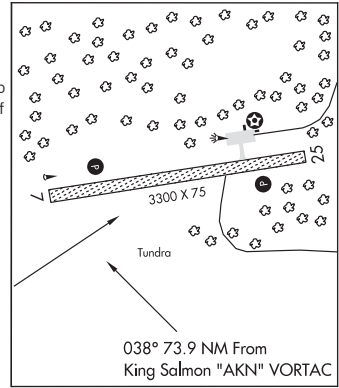 o
f
P
25
7
3300 X 75
P
Tundra
038° 73.9 NM From
King Salmon "AKN" VORTAC